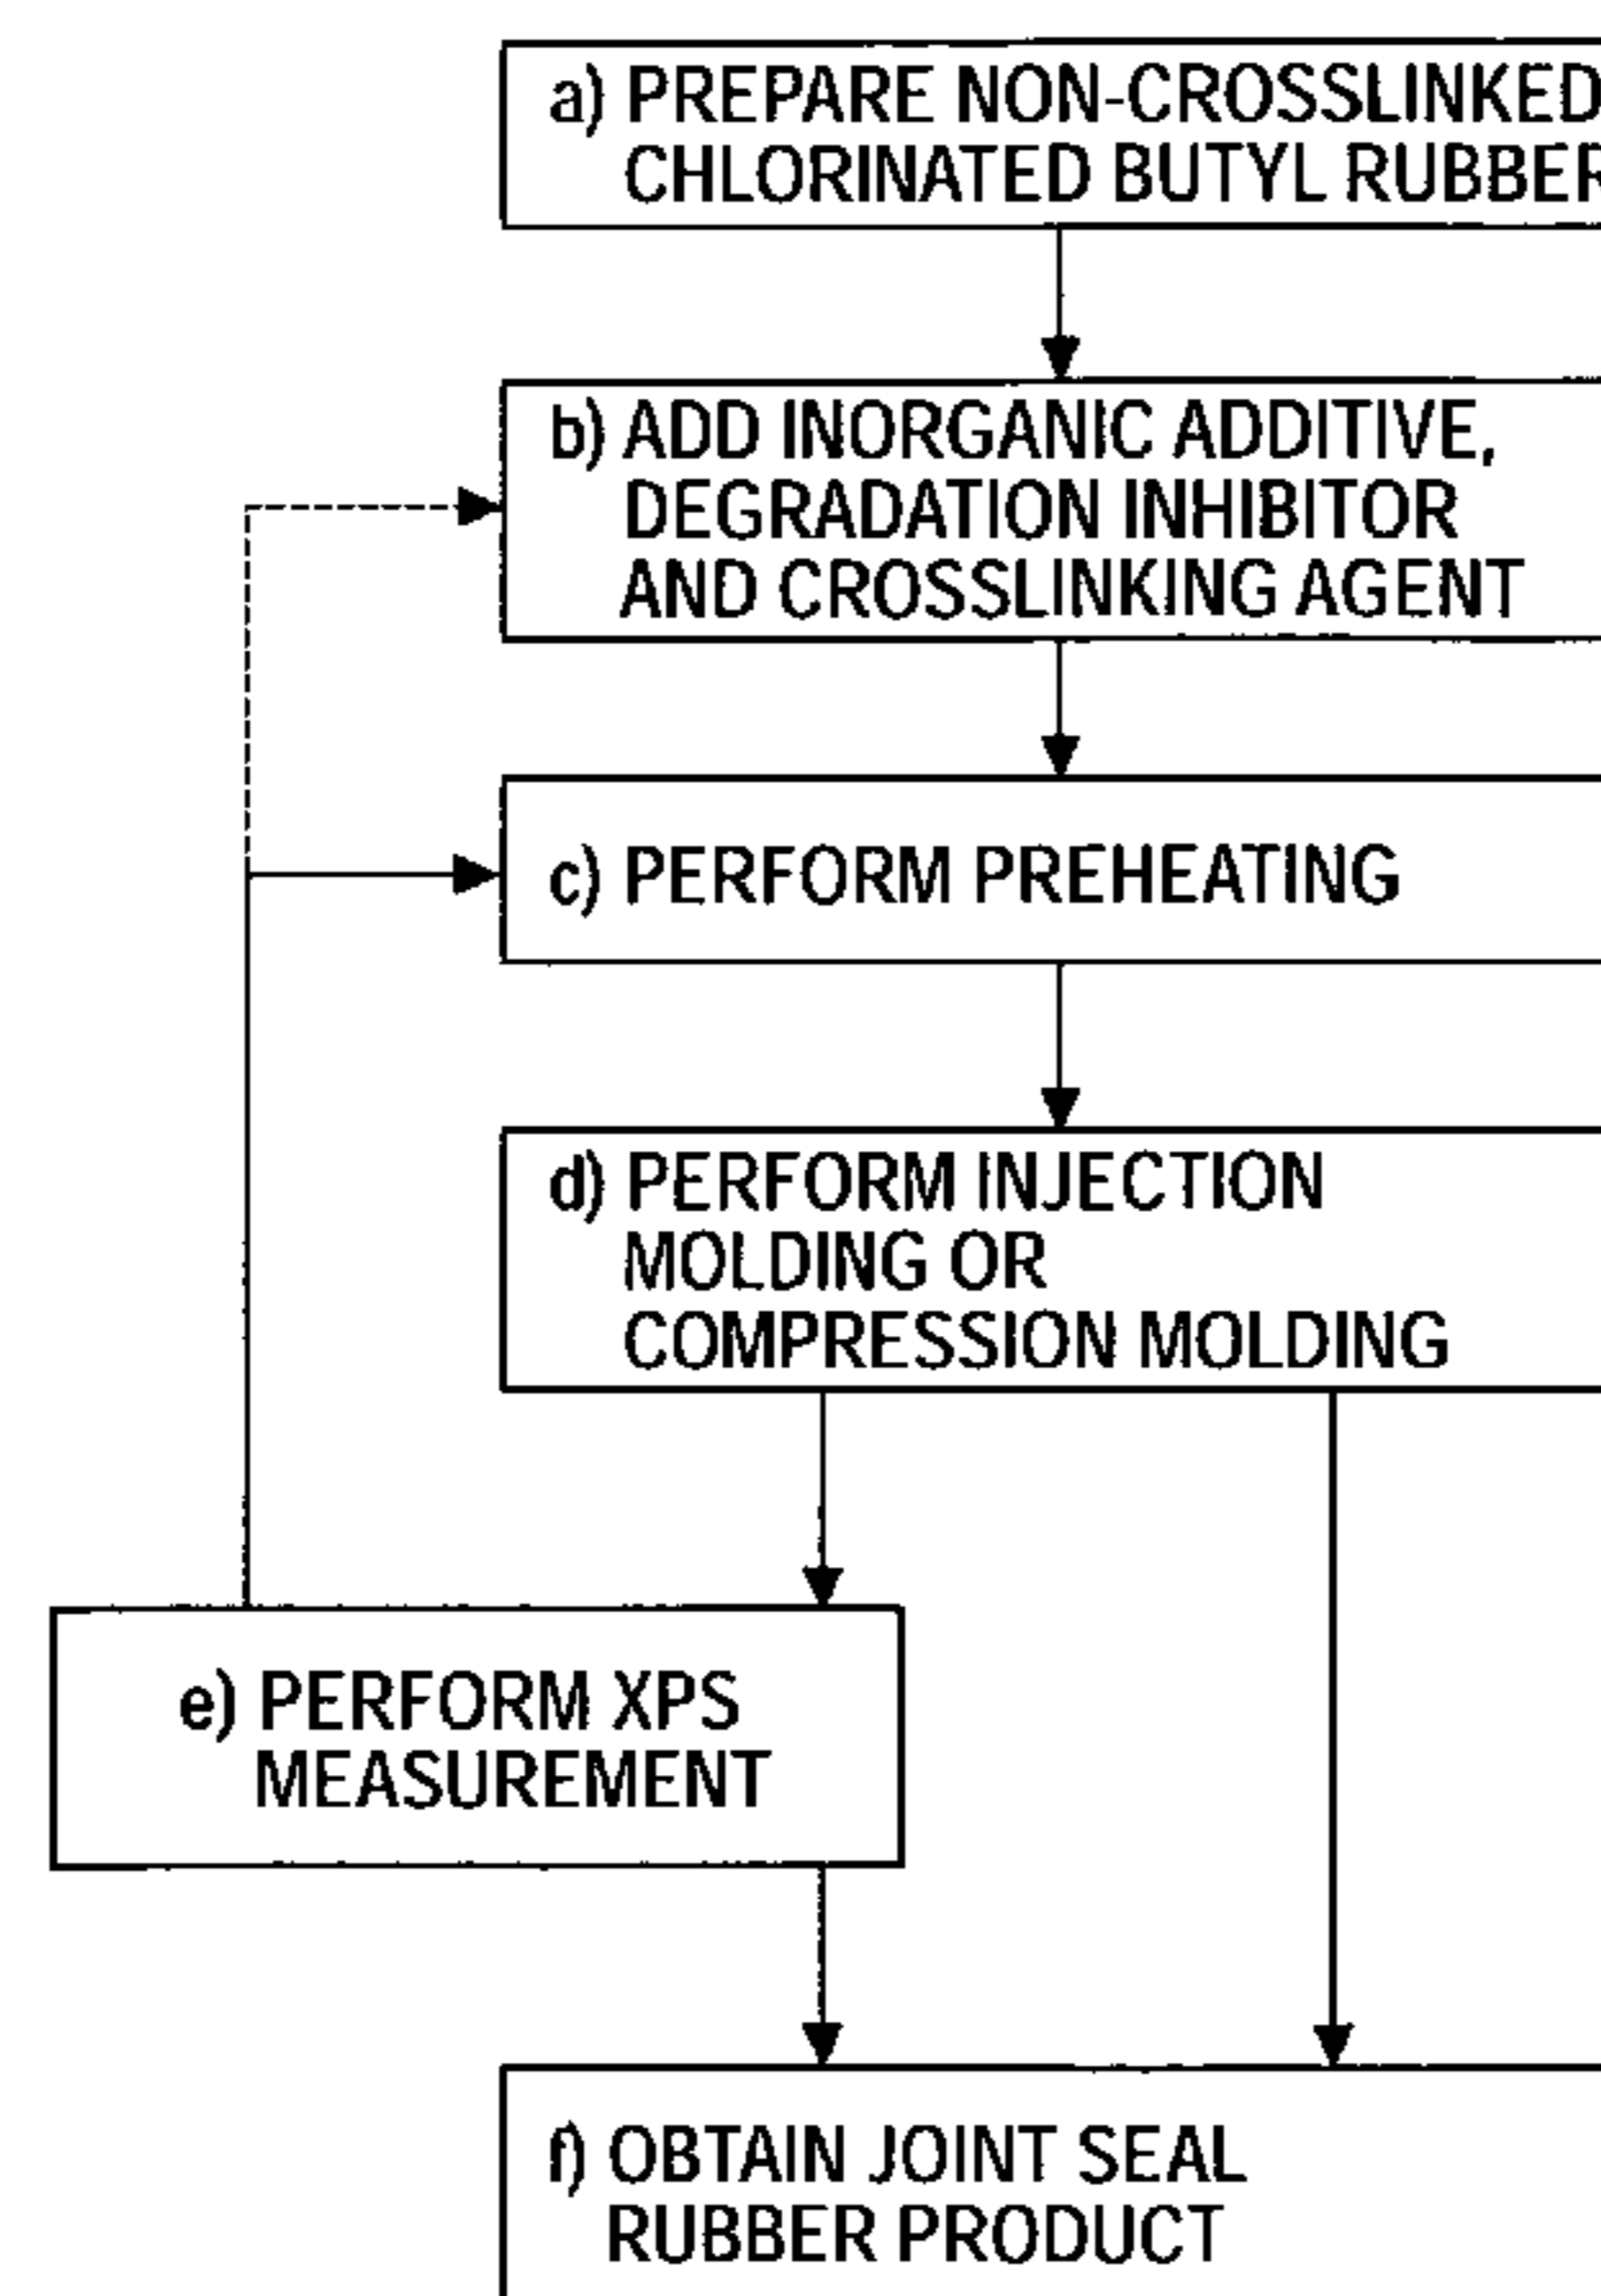 a) PREPARE NON-CROSSLINKED
CHLORINATED BUTYL RUBBER
b) ADD INORGANIC ADDITIVE,
DEGRADATION INHIBITOR
AND CROSSLINKING AGENT
c) PERFORM PREHEATING
d) PERFORM INJECTION
MOLDING OR
COMPRESSION MOLDING
e) PERFORM XPS
MEASUREMENT
f) OBTAIN JOINT SEAL
RUBBER PRODUCT